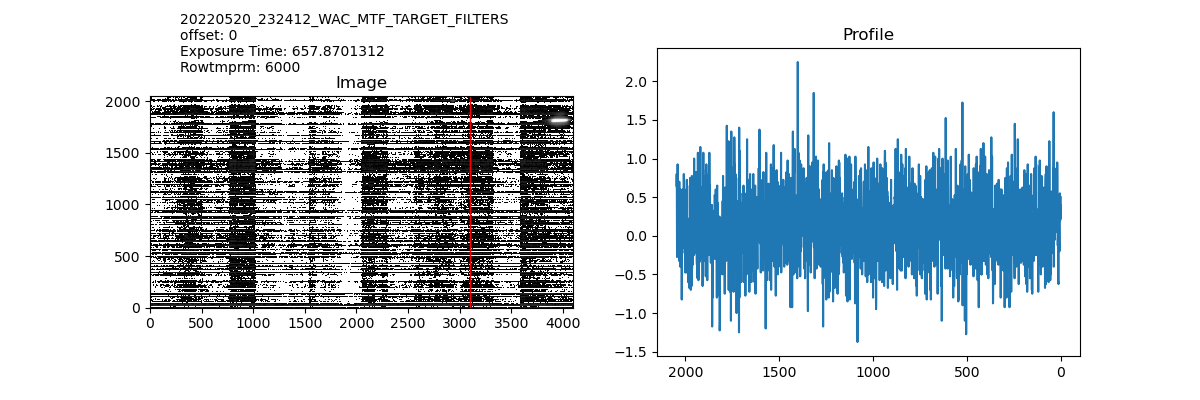 20220520_232412_WAC_MTF_TARGET_FILTERS
offset: 0
Exposure Time: 657.8701312
Rowtmprm: 6000
Image
2000
1500
1000
500
0
0 500 1000 1500 2000 2500 3000 3500 4000
Profile
2.0
1.5
1.0
0.5
0.0
−0.5
−1.0
−1.5
2000 1500 1000 500 0